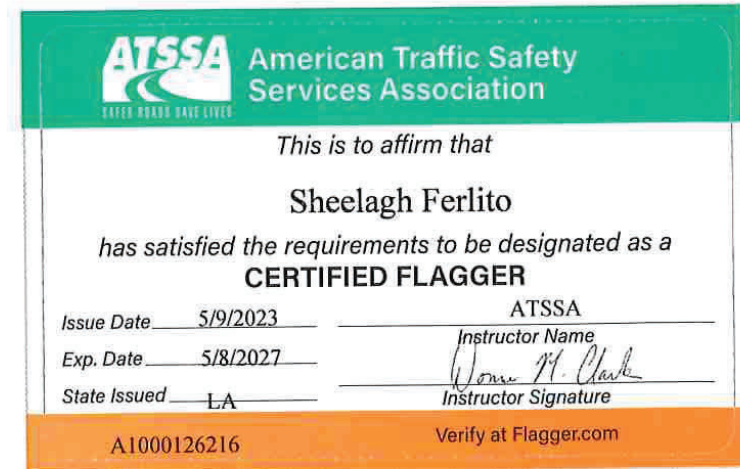 ATSSA
SAFER ROADS SAVE LIVES
American Traffic Safety
Services Association
This is to affirm that
Sheelagh Ferlito
has satisfied the requirements to be designated as a
CERTIFIED FLAGGER
Issue Date 5/9/2023
ATSSA
Instructor Name
Exp. Date 5/8/2027
Donna M. Clark
Instructor Signature
State Issued LA
A1000126216
Verify at Flagger.com